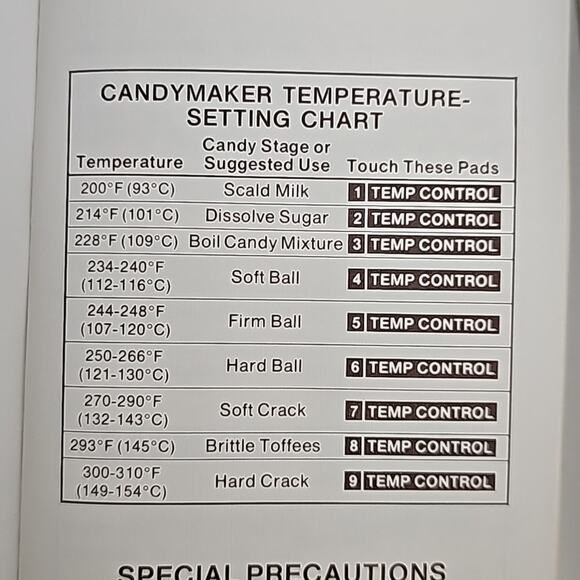 CANDYMAKER TEMPERATURE-
SETTING CHART
Temperature Candy Stage or Suggested Use Touch These Pads
200°F (93°C) Scald Milk 1 TEMP CONTROL
214°F (101°C) Dissolve Sugar 2 TEMP CONTROL
228°F (109°C) Boil Candy Mixture 3 TEMP CONTROL
234-240°F
(112-116°C) Soft Ball 4 TEMP CONTROL
244-248°F
(107-120°C) Firm Ball 5 TEMP CONTROL
250-266°F
(121-130°C) Hard Ball 6 TEMP CONTROL
270-290°F
(132-143°C) Soft Crack 7 TEMP CONTROL
293°F (145°C) Brittle Toffees 8 TEMP CONTROL
300-310°F
(149-154°C) Hard Crack 9 TEMP CONTROL
SPECIAL PRECAUTIONS